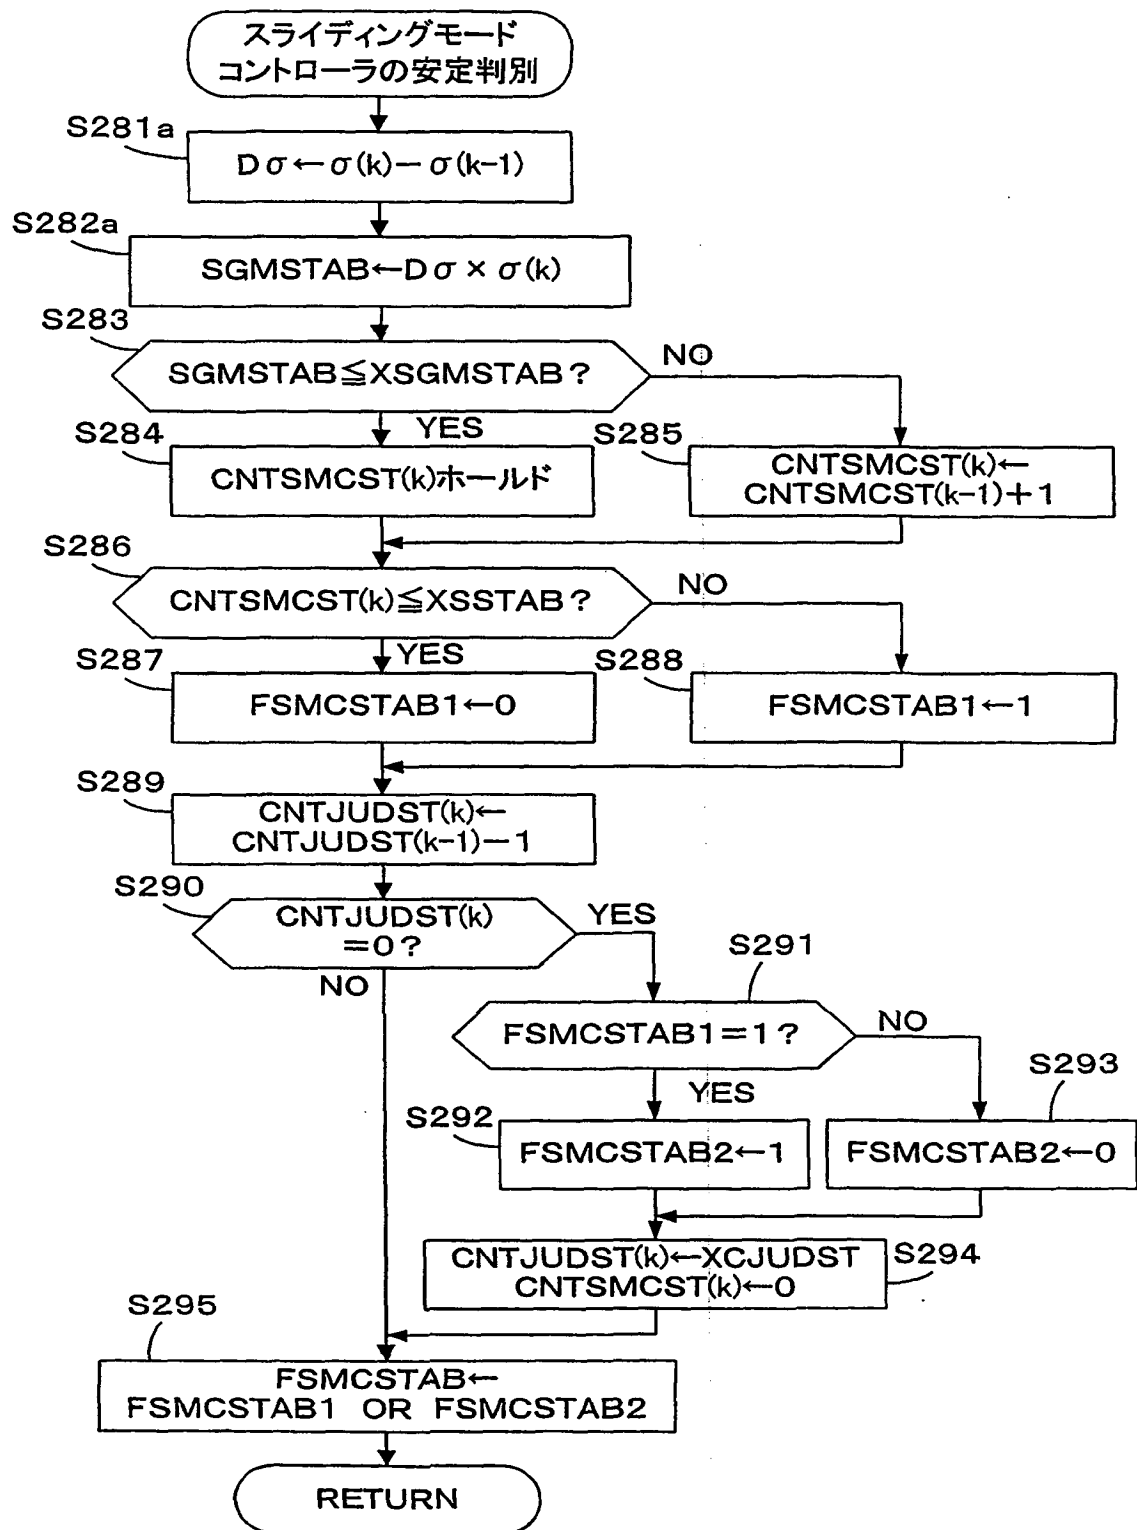 スライディングモード
コントローラの安定判別
S281a
Dσ←σ(k)−σ(k-1)
S282a
SGMSTAB←Dσ×σ(k)
S283
SGMSTAB≦XSGMSTAB?
NO
YES
S284
CNTSMCST(k)ホールド
S285
CNTSMCST(k)←
CNTSMCST(k-1)+1
S286
CNTSMCST(k)≦XSSTAB?
NO
YES
S287
FSMCSTAB1←0
S288
FSMCSTAB1←1
S289
CNTJUDST(k)←
CNTJUDST(k-1)−1
S290
CNTJUDST(k)
=0?
YES
NO
S291
FSMCSTAB1=1?
NO
YES
S292
FSMCSTAB2←1
S293
FSMCSTAB2←0
CNTJUDST(k)←XCJUDST
CNTSMCST(k)←0
S294
S295
FSMCSTAB←
FSMCSTAB1 OR FSMCSTAB2
RETURN